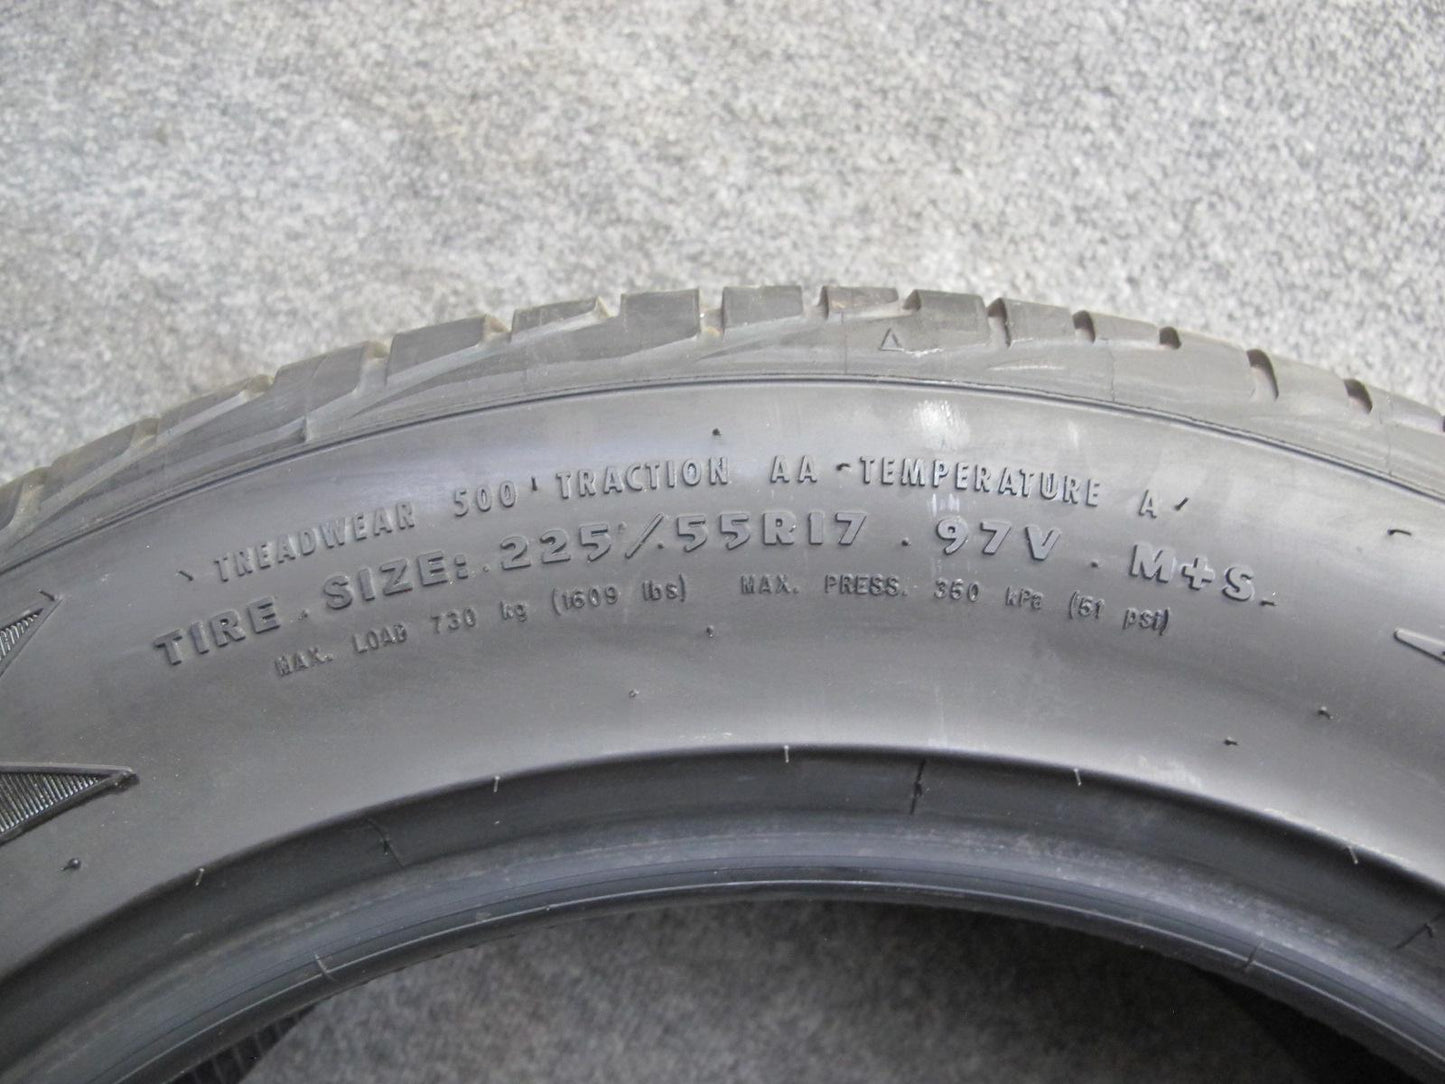 TREADWEAR 500 TRACTION AA TEMPERATURE A
TIRE SIZE: 225/55R17 97V M+S
MAX. LOAD 730 kg (1609 lbs) MAX. PRESS. 350 kPa (51 psi)